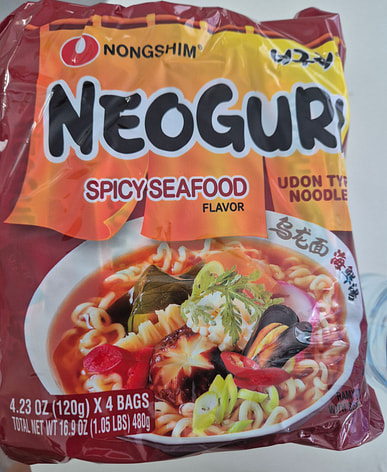 NONGSHIM®
너구리
NEOGURI
SPICY SEAFOOD
FLAVOR
UDON TYP
NOODLE
乌龙面
4.23 OZ (120g) X 4 BAGS
TOTAL NET WT 16.9 OZ (1.05 LBS) 480g